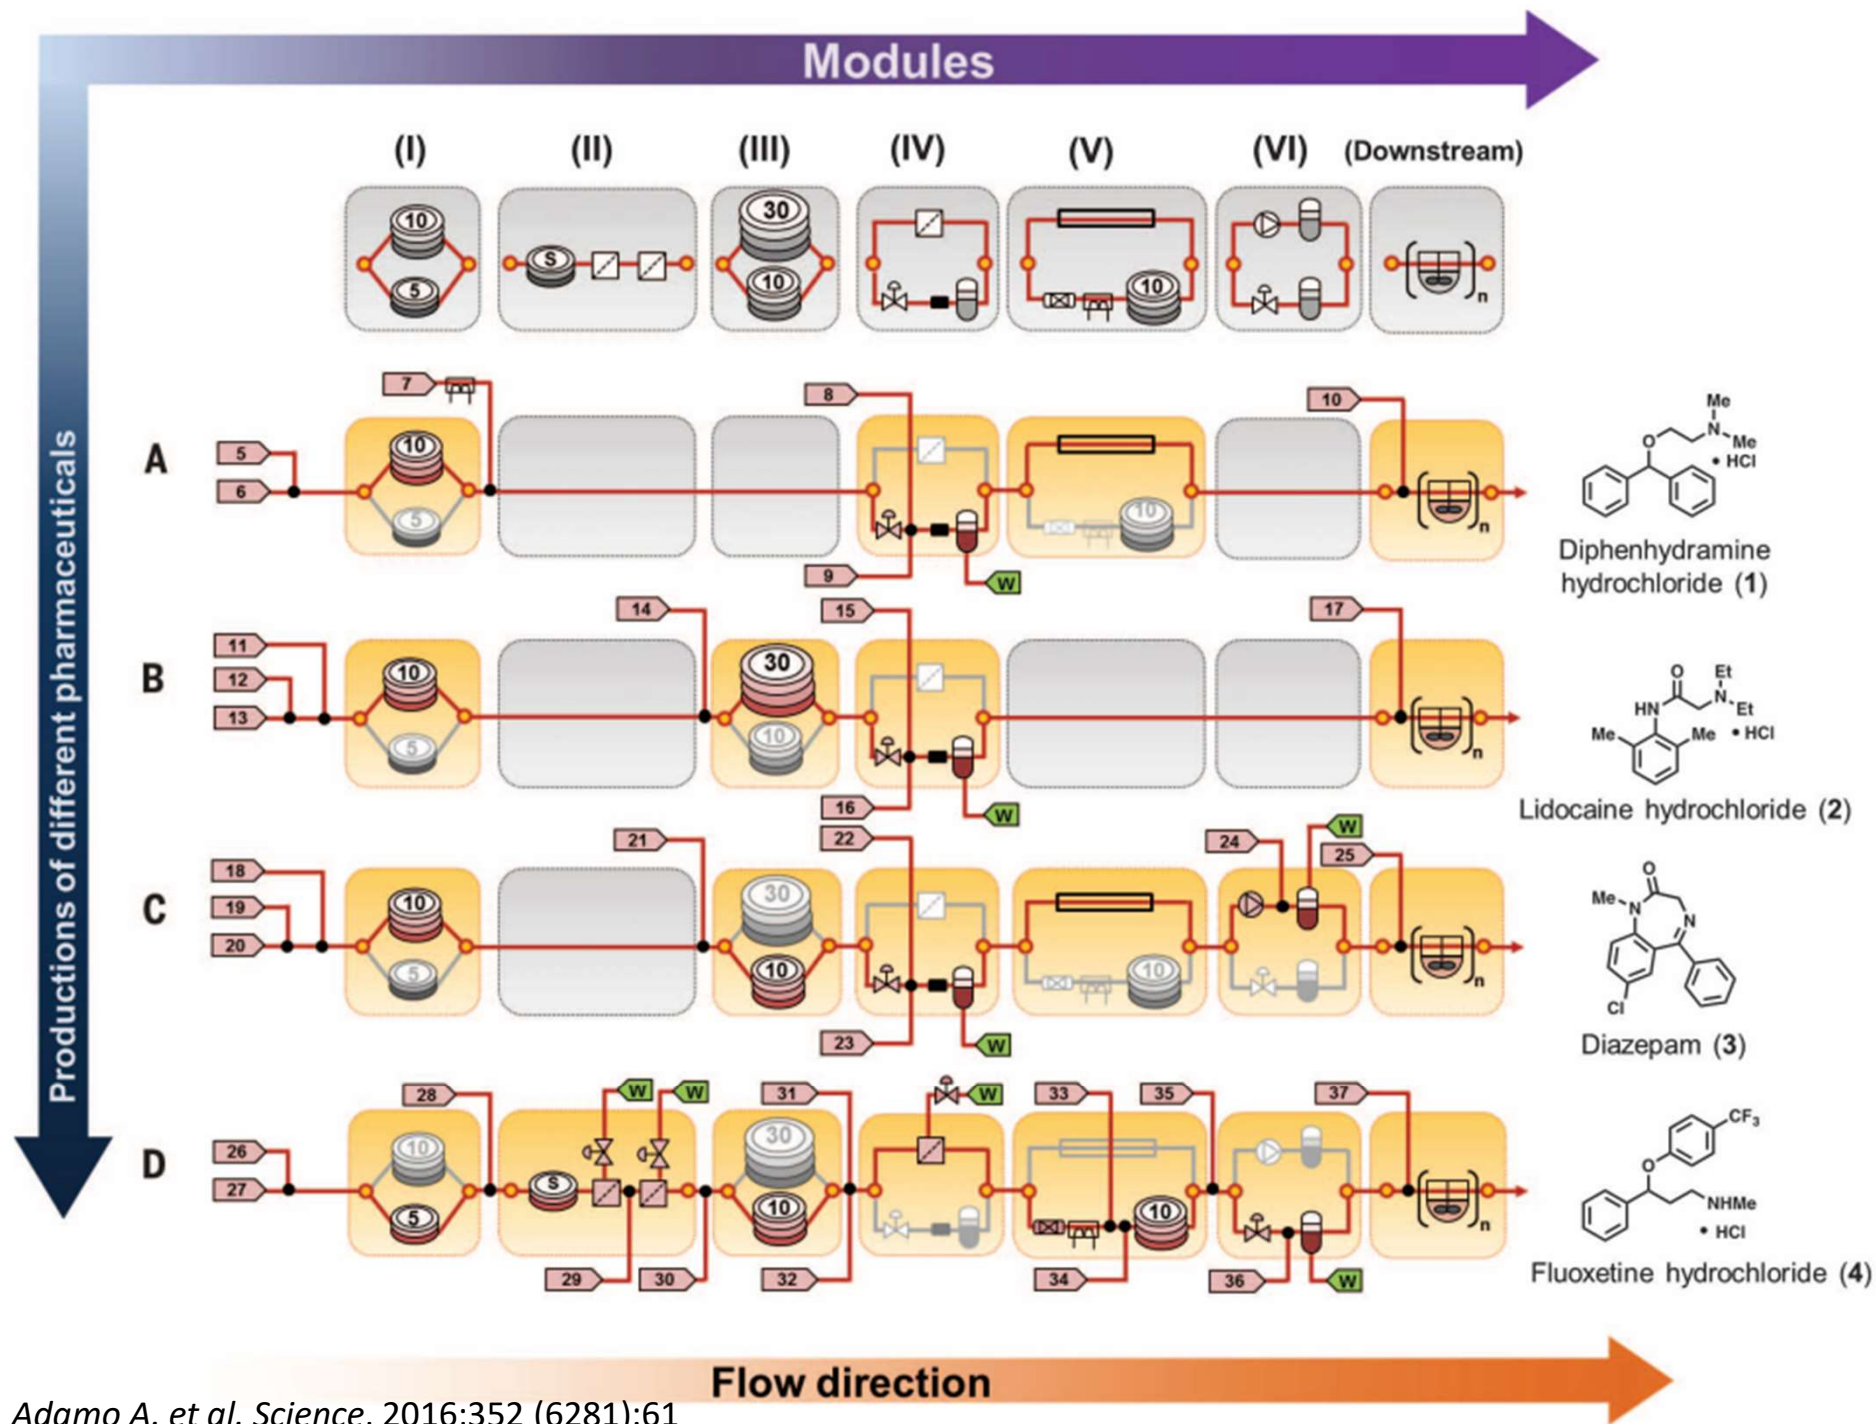 Modules
Productions of different pharmaceuticals
(I) (II) (III) (IV) (V) (VI) (Downstream)
10
5
S
30
10
10
n
A
5
6
7
8
9
10
10
5
10
W
n
Me
N
Me
O
• HCl
Diphenhydramine
hydrochloride (1)
B
11
12
13
14
15
16
17
10
5
30
10
W
n
O
Et
N
Et
HN
Me
Me
• HCl
Lidocaine hydrochloride (2)
C
18
19
20
21
22
23
24
25
10
5
30
10
10
W
W
n
O
Me
N
N
Cl
Diazepam (3)
D
26
27
28
29
30
31
32
33
34
35
36
37
10
5
S
30
10
10
W
W
W
W
n
CF3
O
NHMe
• HCl
Fluoxetine hydrochloride (4)
Flow direction
Adamo A. et al. Science. 2016;352 (6281):61